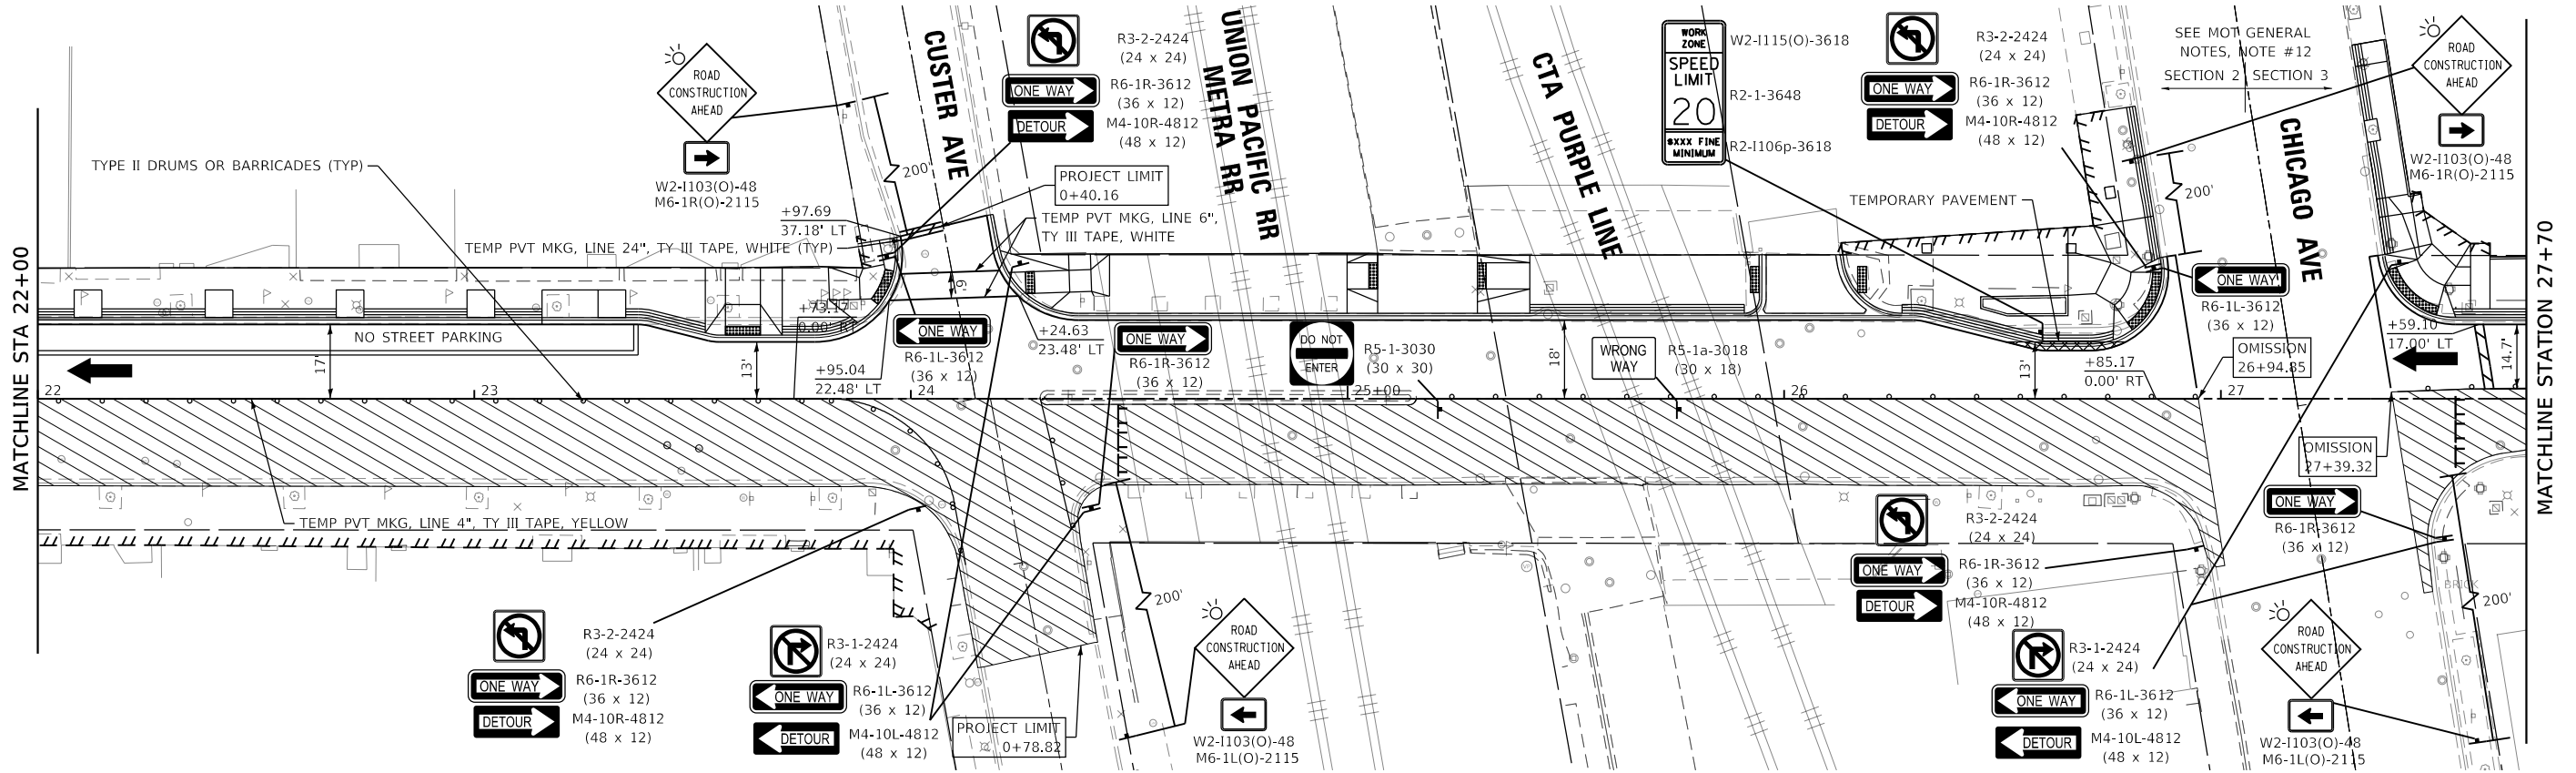 MATCHLINE STA 22+00
TYPE II DRUMS OR BARRICADES (TYP)
ROAD
CONSTRUCTION
AHEAD
W2-I103(O)-48
M6-1R(O)-2115
200'
CUSTER AVE
R3-2-2424
(24 x 24)
ONE WAY
R6-1R-3612
(36 x 12)
DETOUR
M4-10R-4812
(48 x 12)
PROJECT LIMIT
0+40.16
TEMP PVT MKG, LINE 6",
TY III TAPE, WHITE
+97.69
37.18' LT
TEMP PVT MKG, LINE 24", TY III TAPE, WHITE (TYP)
UNION PACIFIC
METRA RR
RR
CTA PURPLE LINE
WORK
ZONE
SPEED
LIMIT
20
$XXX FINE
MINIMUM
W2-I115(O)-3618
R2-1-3648
R2-I106p-3618
R3-2-2424
(24 x 24)
ONE WAY
R6-1R-3612
(36 x 12)
DETOUR
M4-10R-4812
(48 x 12)
TEMPORARY PAVEMENT
SEE MOT GENERAL
NOTES, NOTE #12
SECTION 2
SECTION 3
200'
CHICAGO AVE
ROAD
CONSTRUCTION
AHEAD
W2-I103(O)-48
M6-1R(O)-2115
MATCHLINE STATION 27+70
NO STREET PARKING
17'
13'
+73.17
0.00' RT
+95.04
22.48' LT
6'
ONE WAY
R6-1L-3612
(36 x 12)
+24.63
23.48' LT
ONE WAY
R6-1R-3612
(36 x 12)
DO NOT
ENTER
R5-1-3030
(30 x 30)
18'
WRONG
WAY
R5-1a-3018
(30 x 18)
13'
+85.17
0.00' RT
ONE WAY
R6-1L-3612
(36 x 12)
OMISSION
26+94.85
+59.10
17.00' LT
14.7'
22
23
24
25+00
26
27
OMISSION
27+39.32
TEMP PVT MKG, LINE 4", TY III TAPE, YELLOW
R3-2-2424
(24 x 24)
ONE WAY
R6-1R-3612
(36 x 12)
DETOUR
M4-10R-4812
(48 x 12)
R3-1-2424
(24 x 24)
ONE WAY
R6-1L-3612
(36 x 12)
DETOUR
M4-10L-4812
(48 x 12)
PROJECT LIMIT
0+78.82
200'
ROAD
CONSTRUCTION
AHEAD
W2-I103(O)-48
M6-1L(O)-2115
R3-2-2424
(24 x 24)
ONE WAY
R6-1R-3612
(36 x 12)
DETOUR
M4-10R-4812
(48 x 12)
R3-1-2424
(24 x 24)
ONE WAY
R6-1L-3612
(36 x 12)
DETOUR
M4-10L-4812
(48 x 12)
ONE WAY
R6-1R-3612
(36 x 12)
BRICK
200'
ROAD
CONSTRUCTION
AHEAD
W2-I103(O)-48
M6-1L(O)-2115